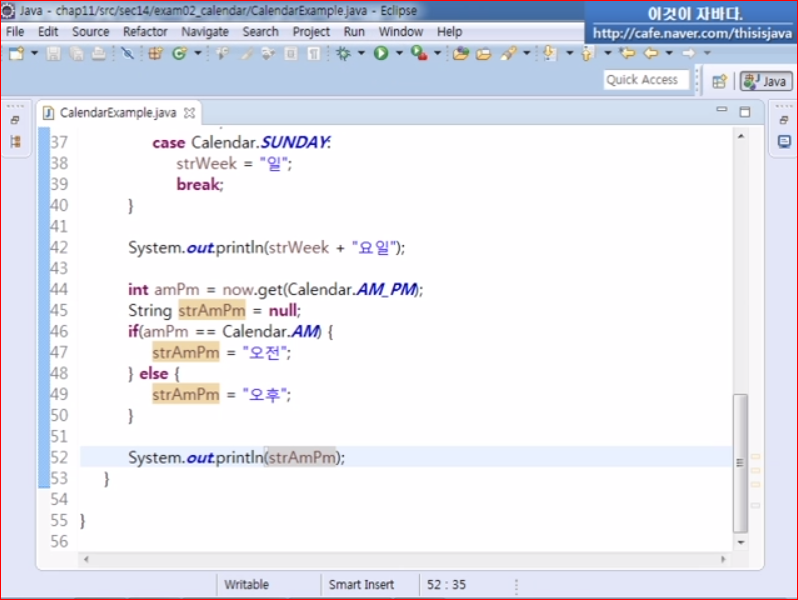 Java - chap11/src/sec14/exam02_calendar/CalendarExample.java - Eclipse
이것이 자바다.
http://cafe.naver.com/thisisjava
File Edit Source Refactor Navigate Search Project Run Window Help
Quick Access
Java
CalendarExample.java
37 case Calendar.SUNDAY:
38 strWeek = "일";
39 break;
40 }
41
42 System.out.println(strWeek + "요일");
43
44 int amPm = now.get(Calendar.AM_PM);
45 String strAmPm = null;
46 if(amPm == Calendar.AM) {
47 strAmPm = "오전";
48 } else {
49 strAmPm = "오후";
50 }
51
52 System.out.println(strAmPm);
53 }
54
55 }
56
Writable Smart Insert 52 : 35